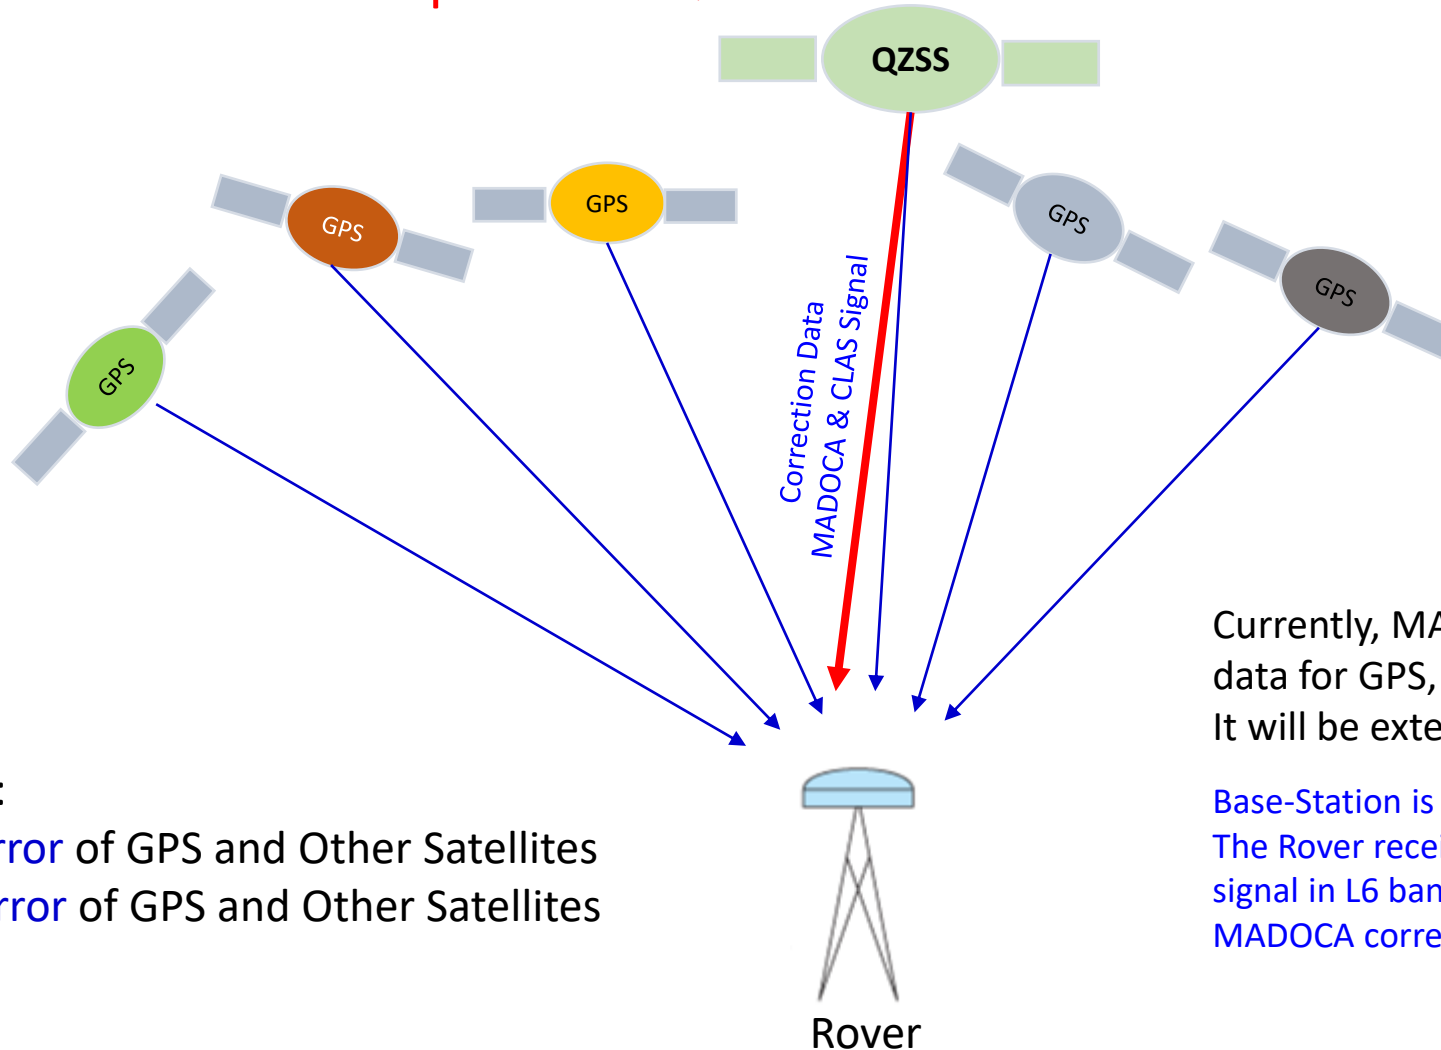 QZSS
GPS
GPS
GPS
GPS
GPS
Correction Data
MADOCA & CLAS Signal
Currently, MA
data for GPS,
It will be exte
:
rror of GPS and Other Satellites
rror of GPS and Other Satellites
Base-Station is
The Rover recei
signal in L6 ban
MADOCA corre
Rover